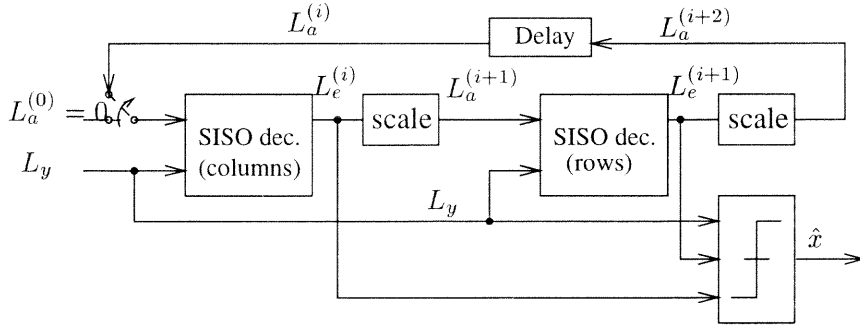 L_a^{(i)}
Delay
L_a^{(i+2)}
L_a^{(0)} = 0
L_e^{(i)}
L_a^{(i+1)}
L_e^{(i+1)}
SISO dec.
(columns)
scale
SISO dec.
(rows)
scale
L_y
L_y
\hat{x}